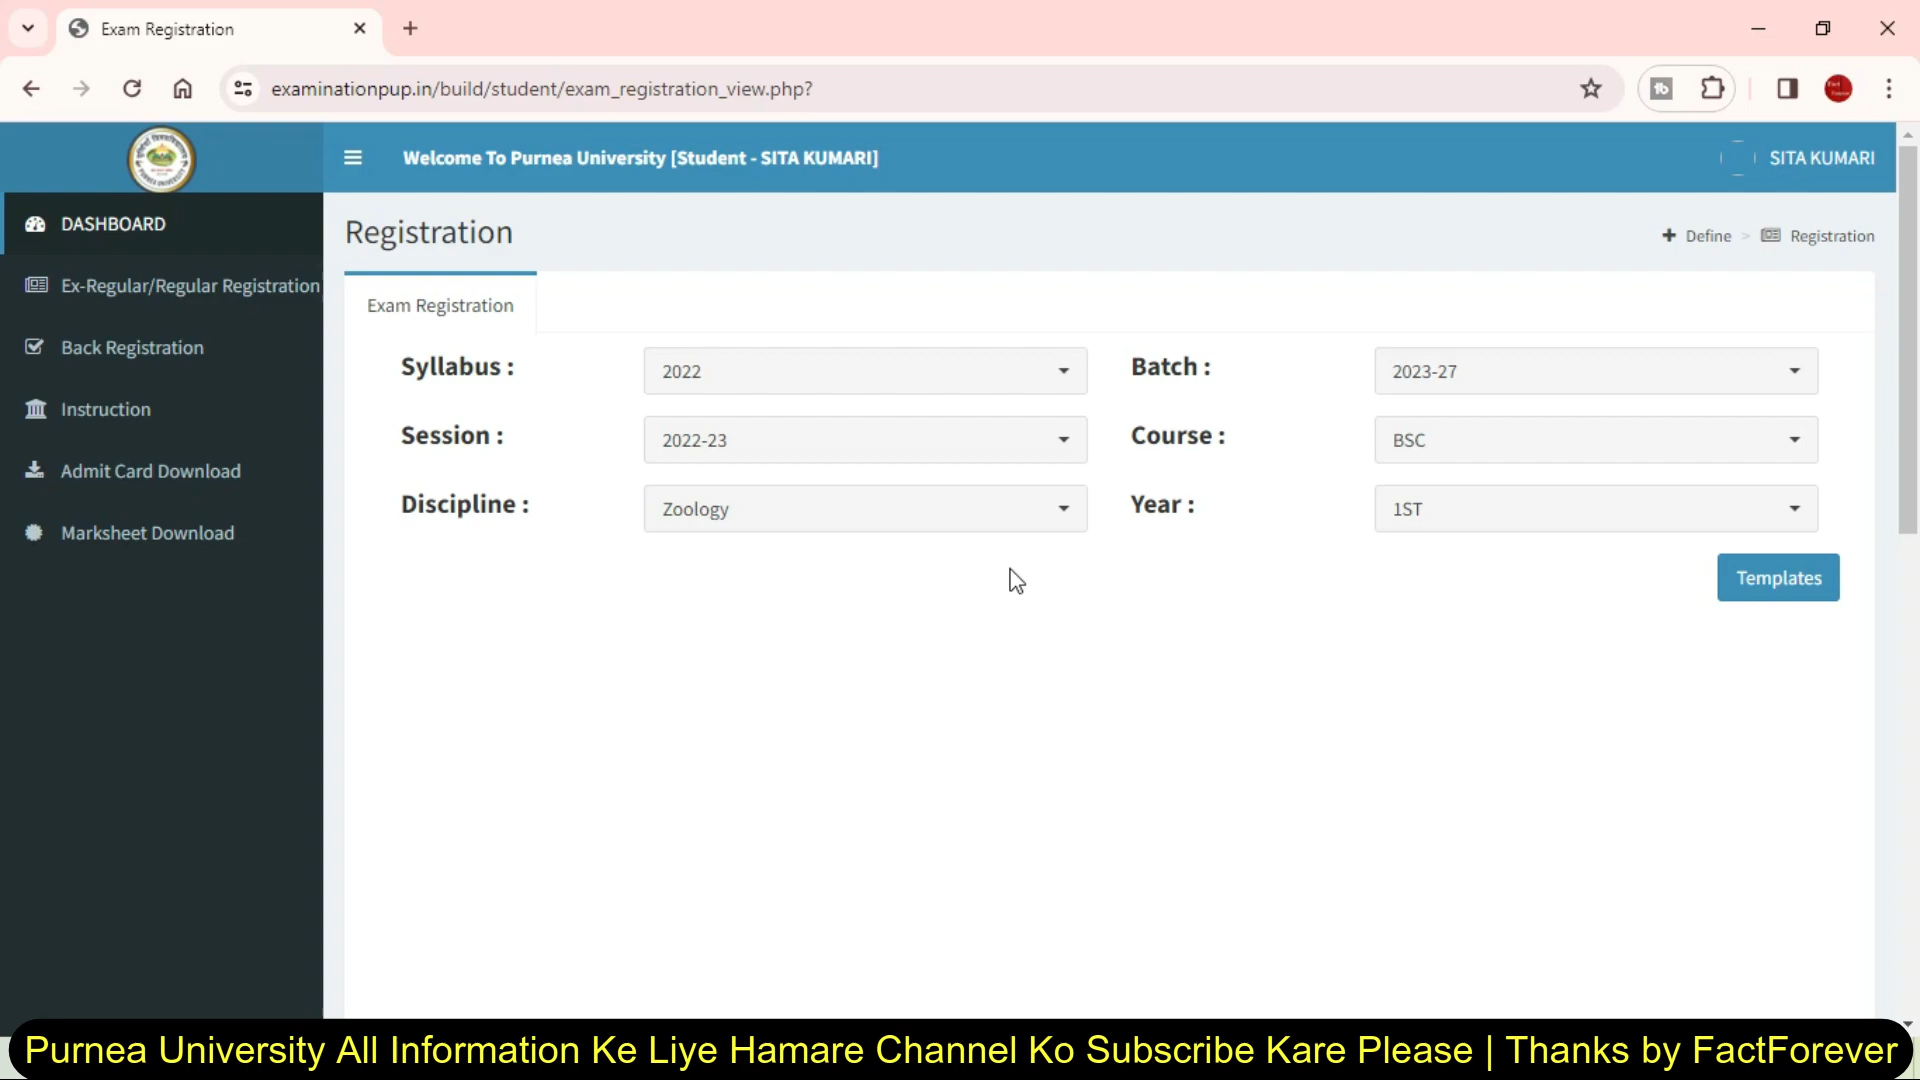 Exam Registration
examinationpup.in/build/student/exam_registration_view.php?
Welcome To Purnea University [Student - SITA KUMARI]
SITA KUMARI
DASHBOARD
Ex-Regular/Regular Registration
Back Registration
Instruction
Admit Card Download
Marksheet Download
Registration
Define > Registration
Exam Registration
Syllabus : 2022 Batch : 2023-27
Session : 2022-23 Course : BSC
Discipline : Zoology Year : 1ST
Templates
Purnea University All Information Ke Liye Hamare Channel Ko Subscribe Kare Please | Thanks by FactForever